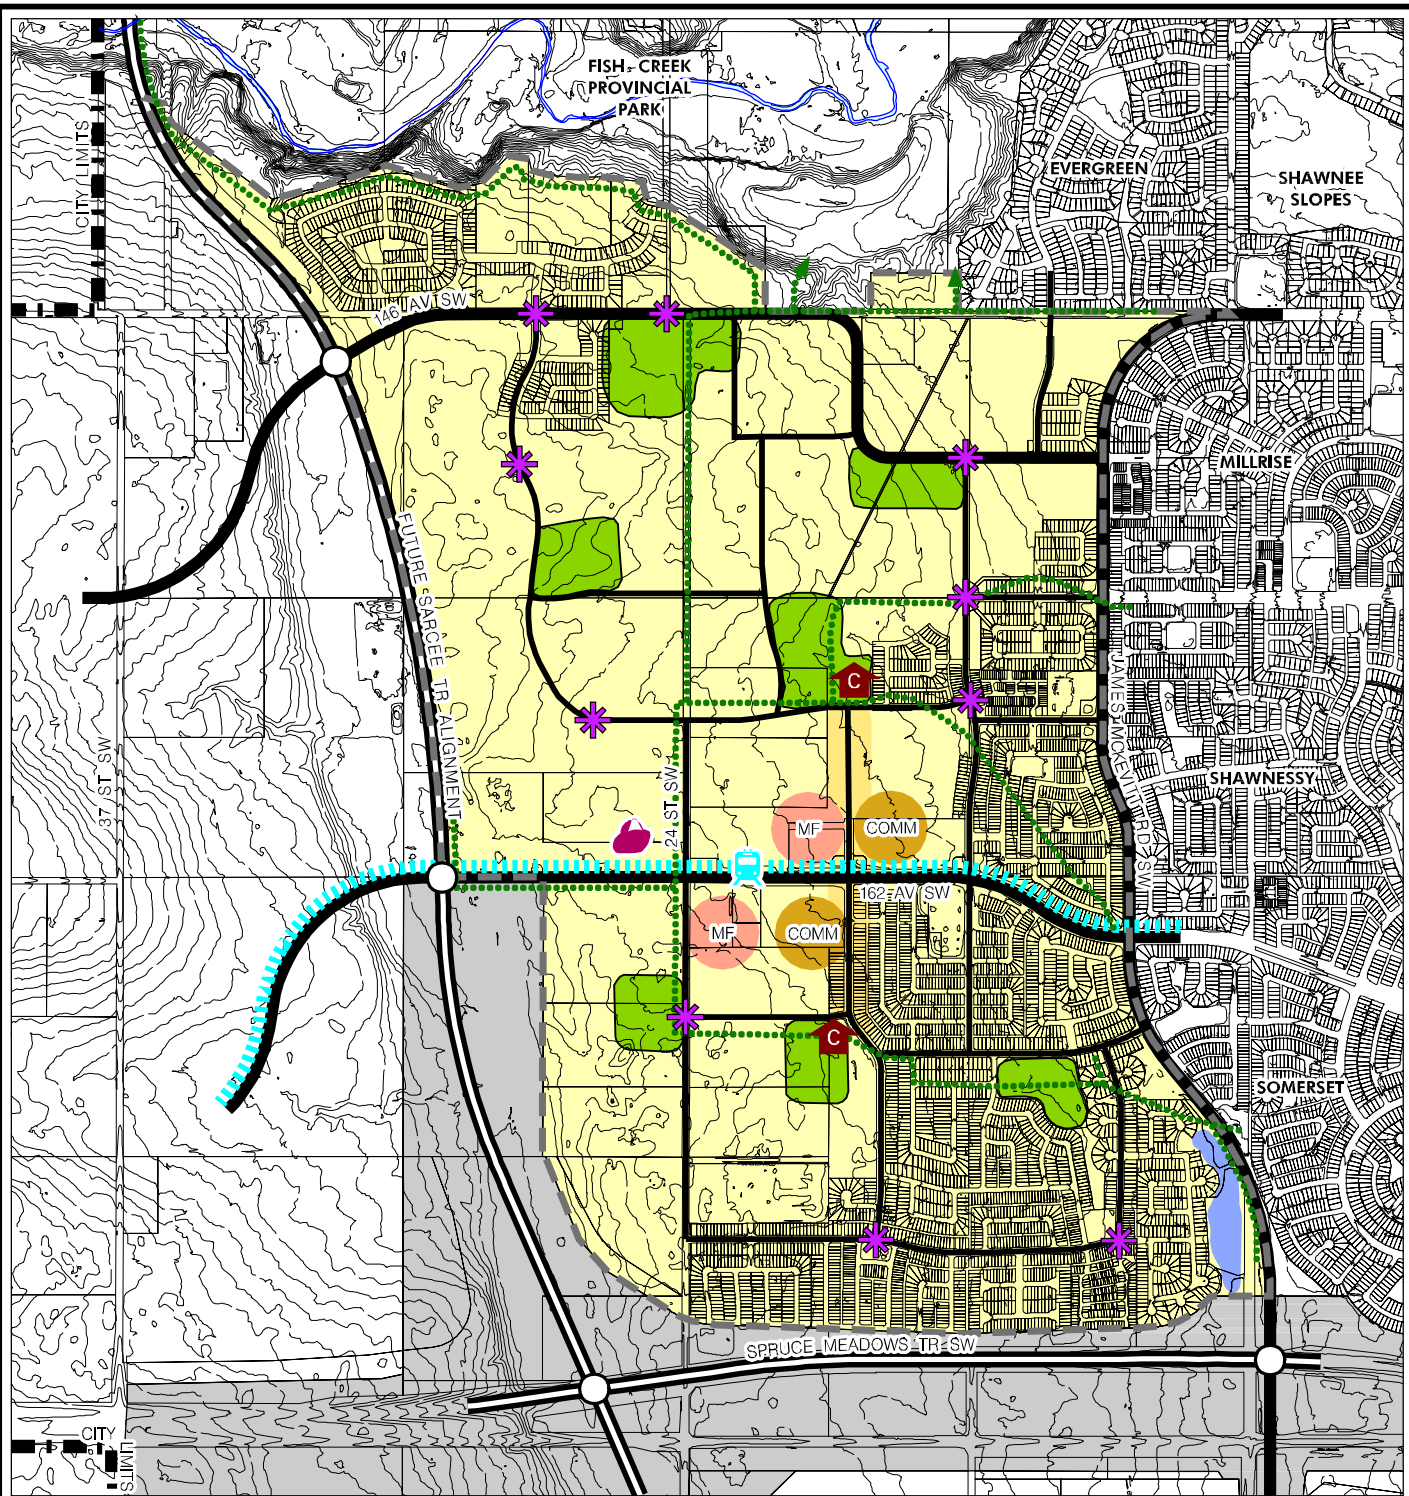 FISH CREEK
PROVINCIAL
PARK
EVERGREEN
SHAWNEE
SLOPES
CITY LIMITS
146 AV SW
MILLRISE
FUTURE SARCEE TR ALIGNMENT
C
JAMES MCKEVITT RD SW
37 ST SW
24 ST SW
SHAWNESSY
MF
COMM
162 AV SW
MF
COMM
C
SOMERSET
SPRUCE MEADOWS TR SW
CITY
LIMITS